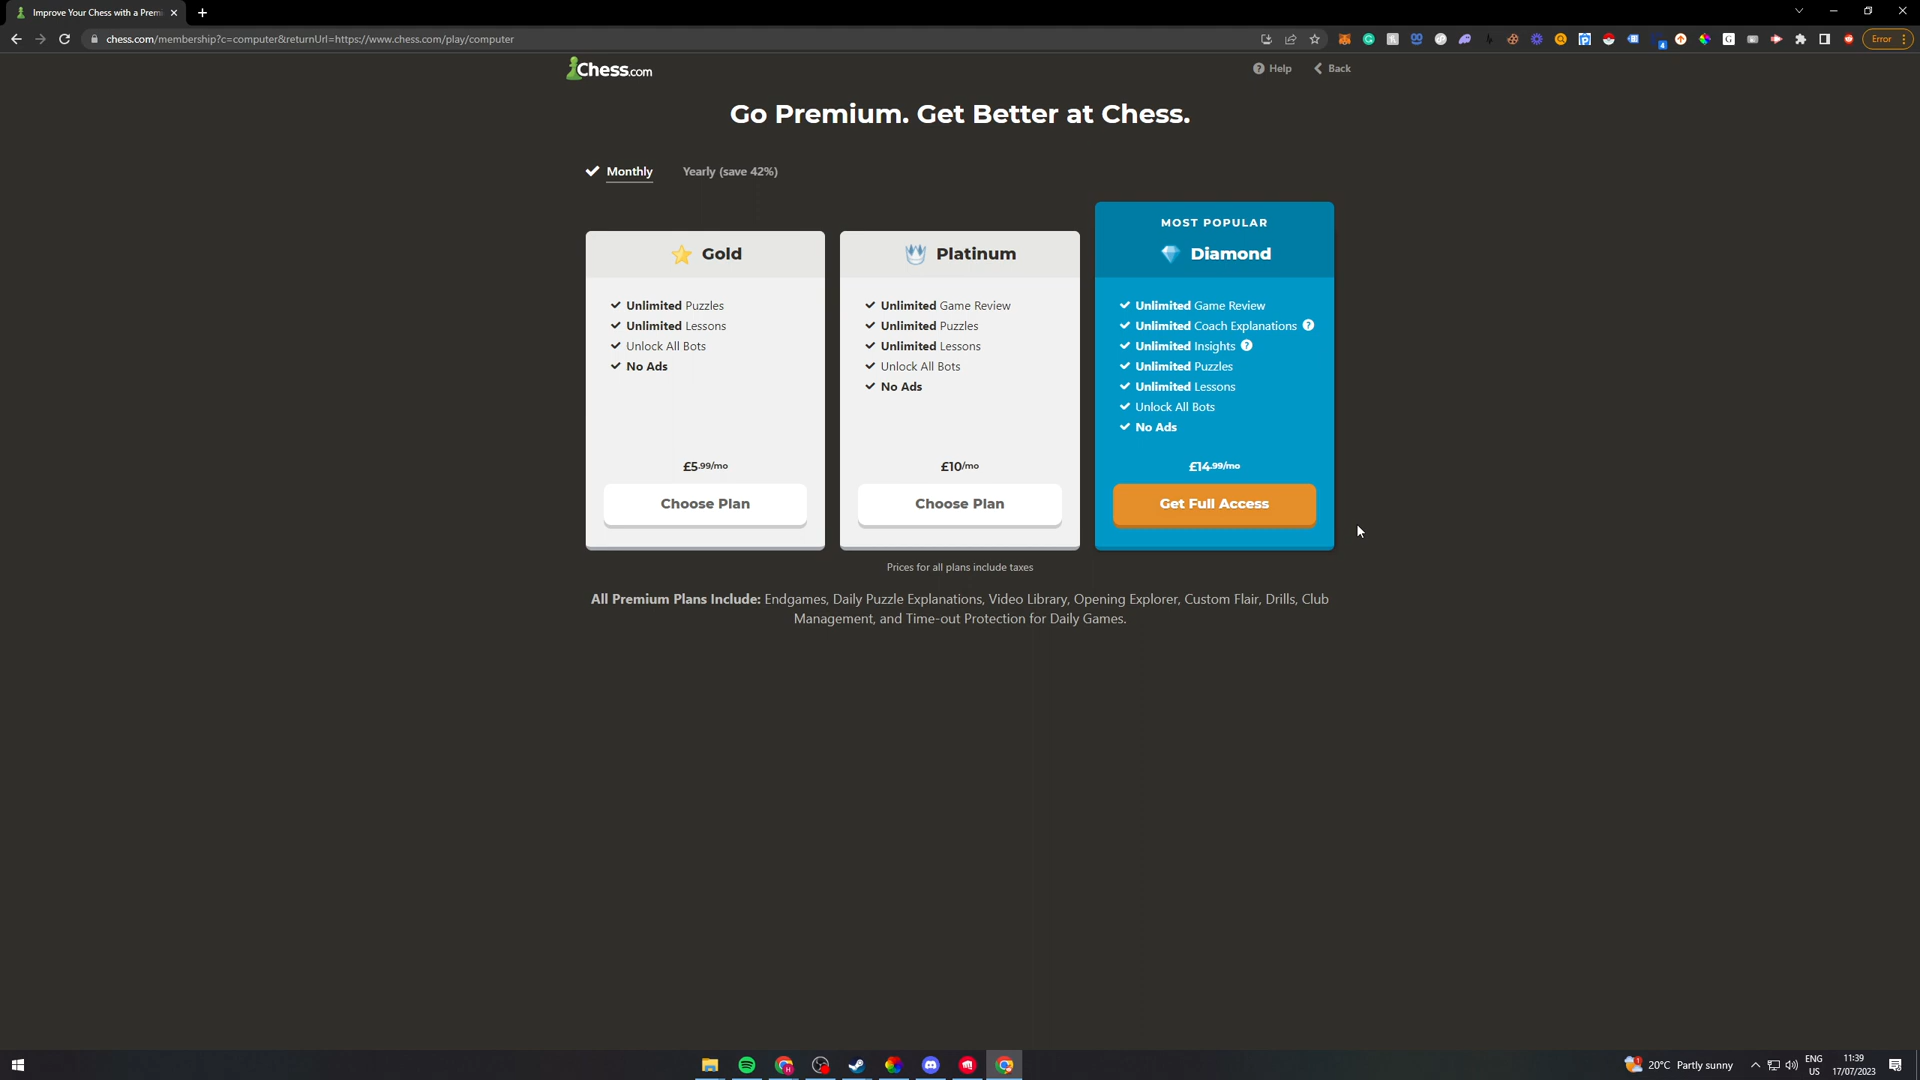 Improve Your Chess with a Premi
chess.com/membership?c=computer&returnUrl=https://www.chess.com/play/computer
Error
Chess.com
Help
Back
Go Premium. Get Better at Chess.
Monthly
Yearly (save 42%)
Gold
Unlimited Puzzles
Unlimited Lessons
Unlock All Bots
No Ads
£5.99/mo
Choose Plan
Platinum
Unlimited Game Review
Unlimited Puzzles
Unlimited Lessons
Unlock All Bots
No Ads
£10/mo
Choose Plan
MOST POPULAR
Diamond
Unlimited Game Review
Unlimited Coach Explanations ?
Unlimited Insights ?
Unlimited Puzzles
Unlimited Lessons
Unlock All Bots
No Ads
£14.99/mo
Get Full Access
Prices for all plans include taxes
All Premium Plans Include: Endgames, Daily Puzzle Explanations, Video Library, Opening Explorer, Custom Flair, Drills, Club
Management, and Time-out Protection for Daily Games.
20°C Partly sunny
ENG
US
11:39
17/07/2023